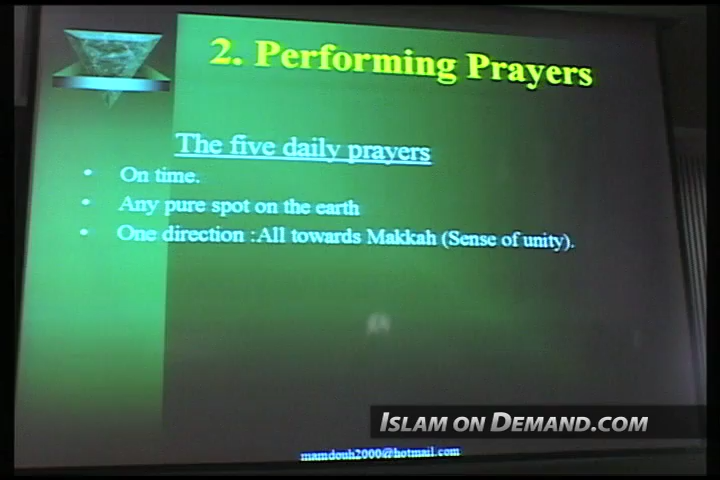 2. Performing Prayers
The five daily prayers
• On time.
• Any pure spot on the earth
• One direction :All towards Makkah (Sense of unity).
ISLAM ON DEMAND.COM
mamdouh2000@hotmail.com